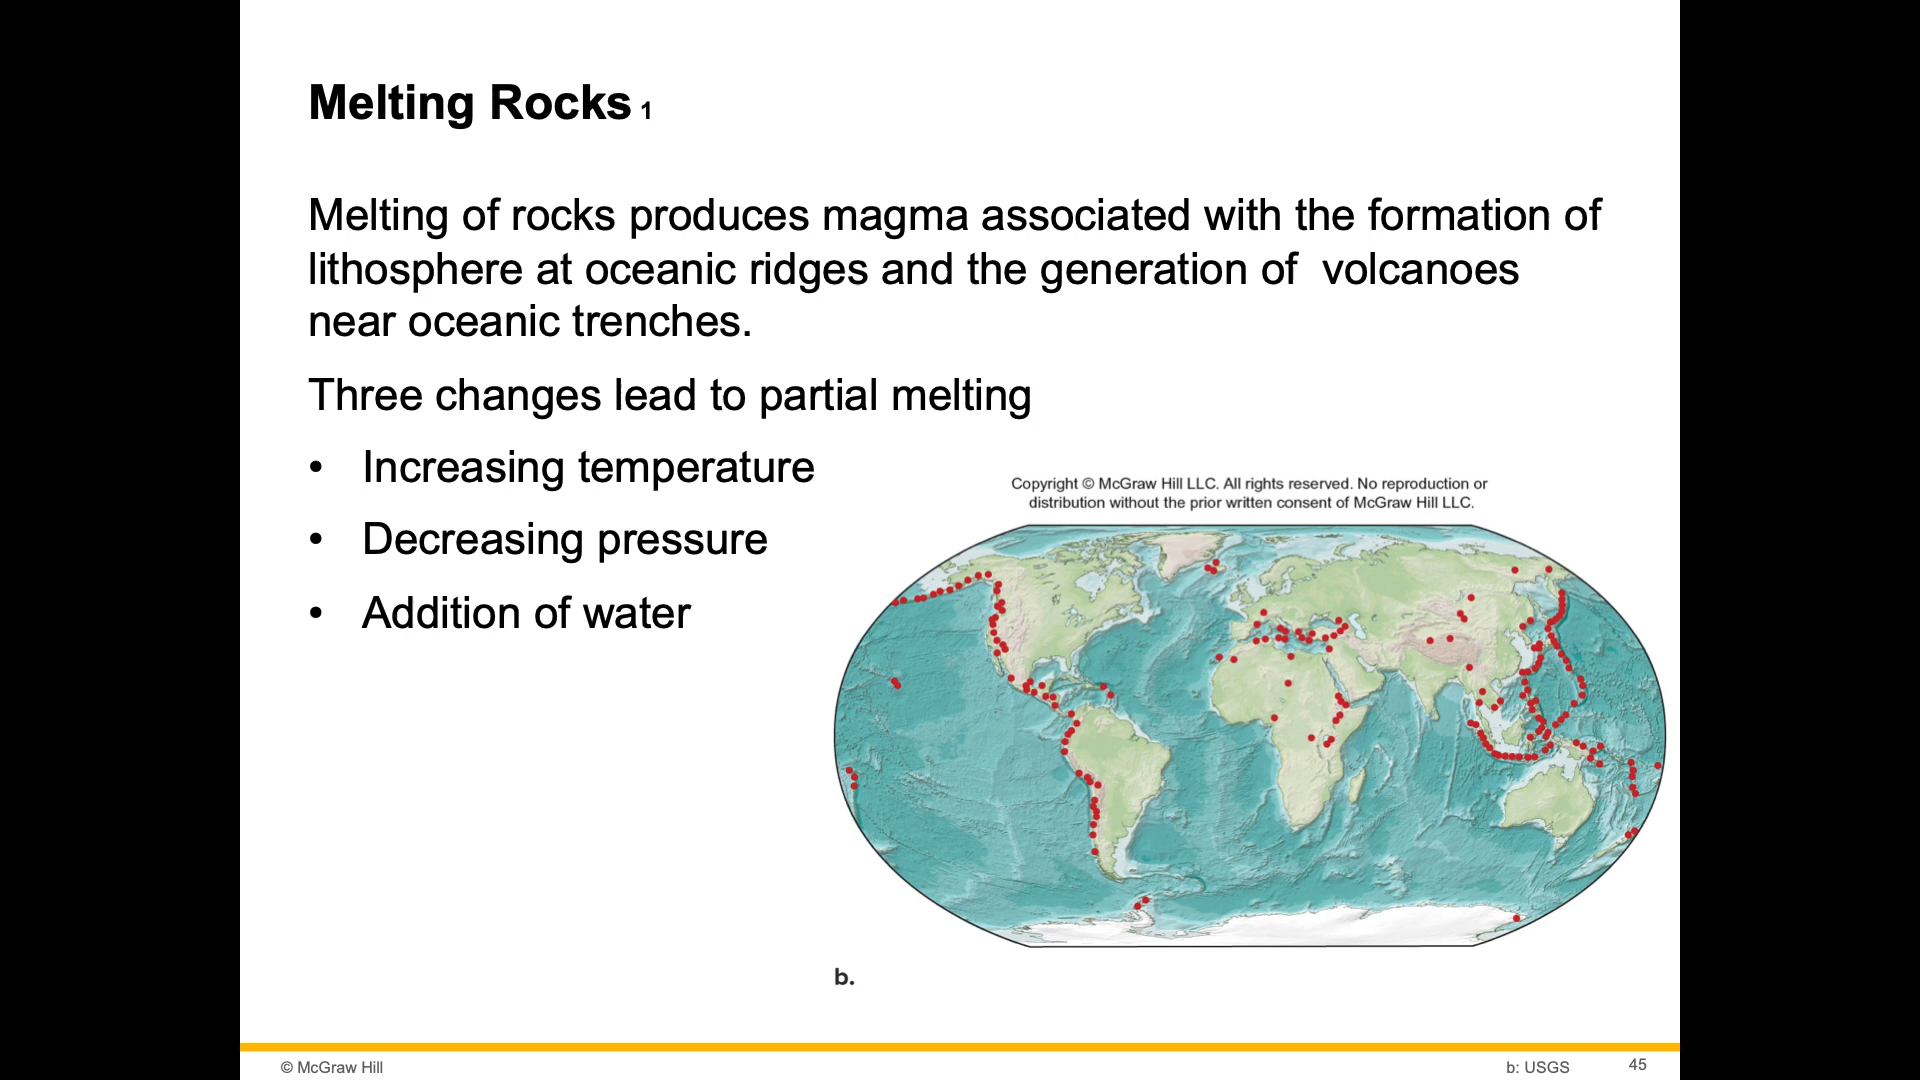 Melting Rocks 1
Melting of rocks produces magma associated with the formation of
lithosphere at oceanic ridges and the generation of  volcanoes
near oceanic trenches.
Three changes lead to partial melting
• Increasing temperature
• Decreasing pressure
• Addition of water
Copyright © McGraw Hill LLC. All rights reserved. No reproduction or
distribution without the prior written consent of McGraw Hill LLC.
b.
© McGraw Hill
b: USGS
45